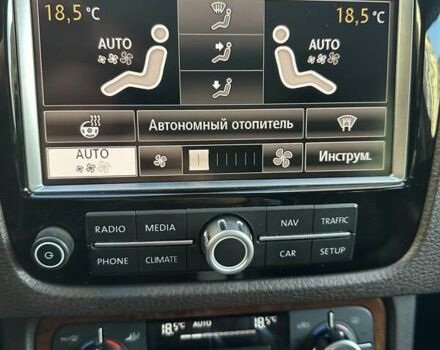 18,5 °C
18,5 °C
AUTO
AUTO
Автономный отопитель
AUTO
Инструм.
RADIO MEDIA NAV TRAFFIC
PHONE CLIMATE CAR SETUP
18.5°c AUTO 18.5°c